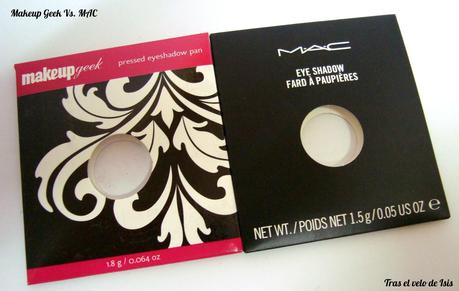 Makeup Geek Vs. MAC
makeupgeek
pressed eyeshadow pan
1.8 g / 0.064 oz
MAC
EYE SHADOW
FARD À PAUPIÈRES
NET WT./POIDS NET 1.5 g/0.05 US OZ ℮
Tras el velo de Isis